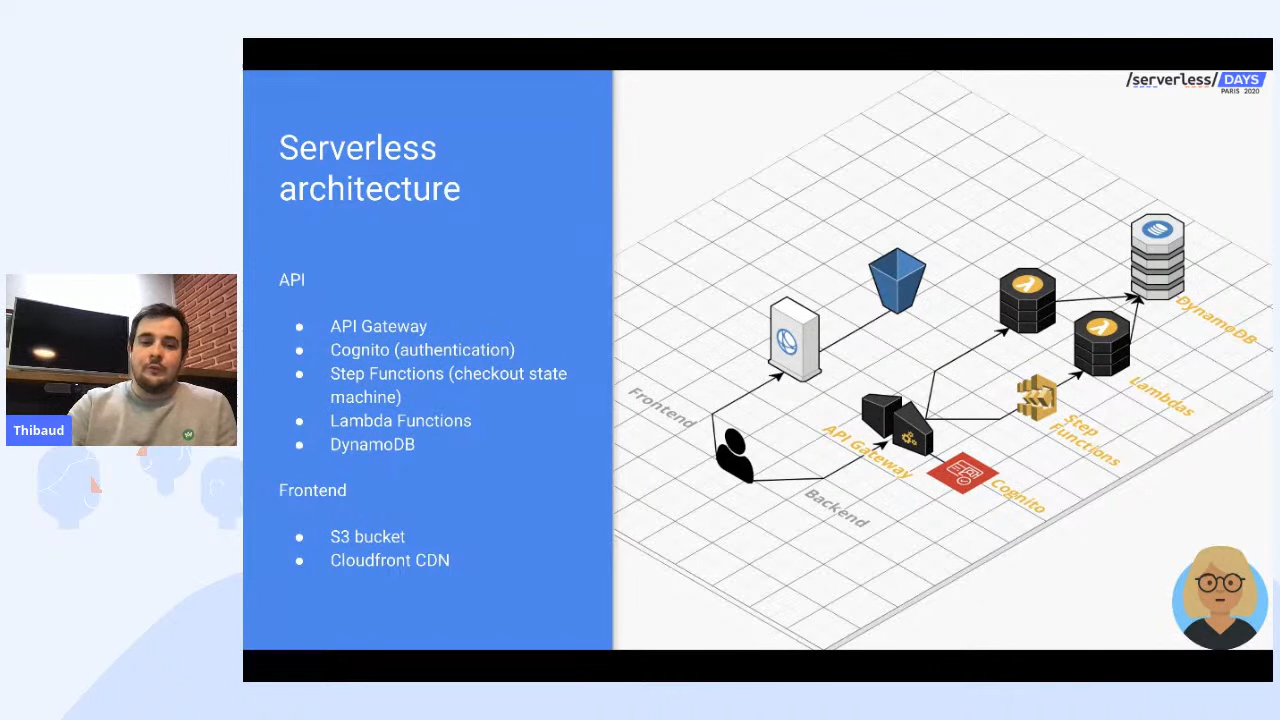 /serverless/ DAYS
PARIS 2020
Serverless
architecture
API
● API Gateway
● Cognito (authentication)
● Step Functions (checkout state
machine)
● Lambda Functions
● DynamoDB
Frontend
● S3 bucket
● Cloudfront CDN
Thibaud
Frontend
Backend
API Gateway
Cognito
Step
Functions
Lambdas
DynamoDB